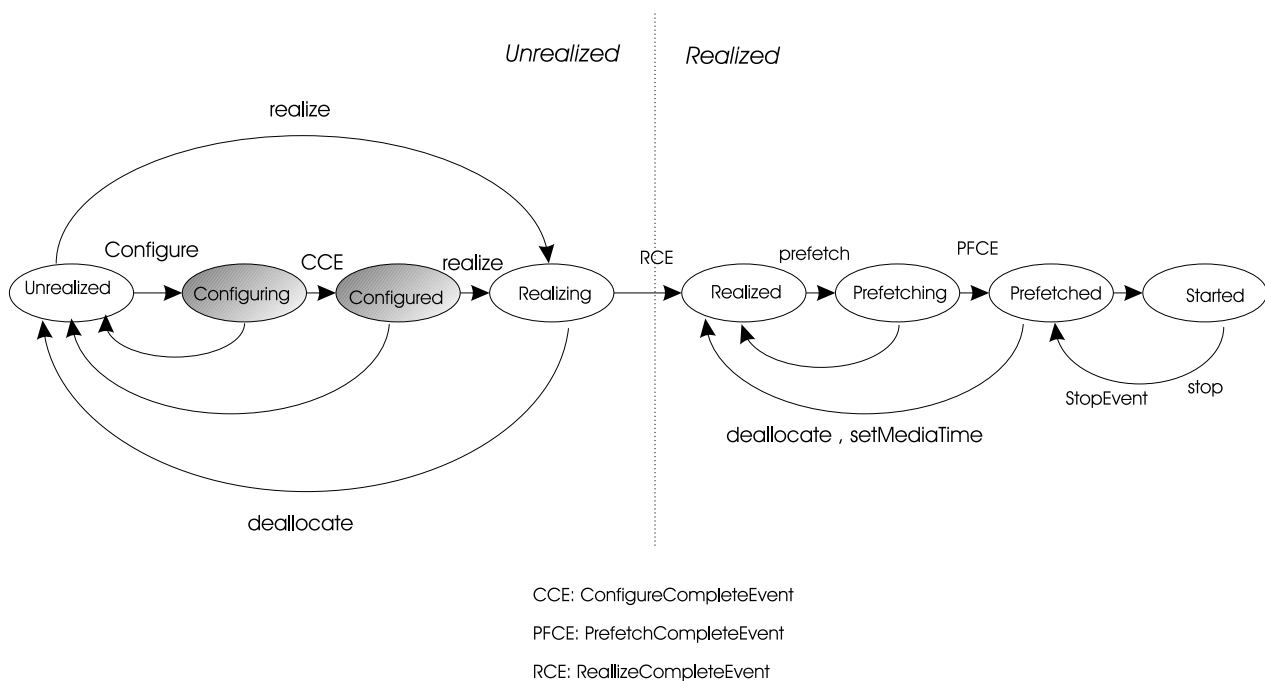 Unrealized
Realized
realize
Configure
CCE
realize
RCE
prefetch
PFCE
Unrealized
Configuring
Configured
Realizing
Realized
Prefetching
Prefetched
Started
StopEvent
stop
deallocate , setMediaTime
deallocate
CCE: ConfigureCompleteEvent
PFCE: PrefetchCompleteEvent
RCE: ReallizeCompleteEvent